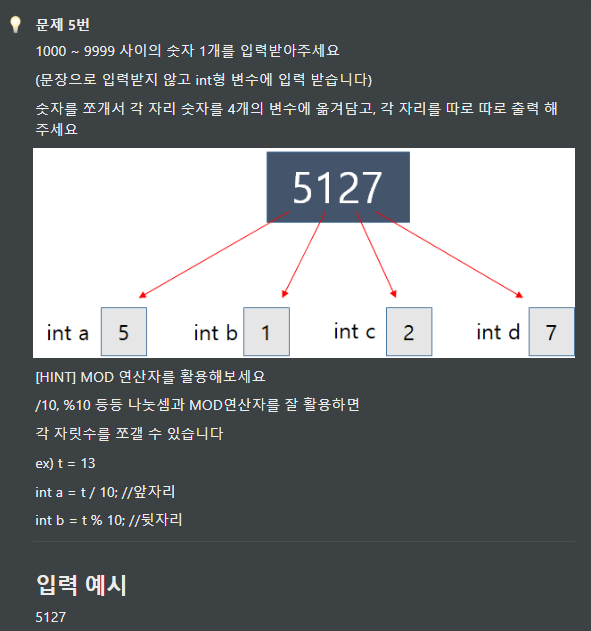 문제 5번
1000 ~ 9999 사이의 숫자 1개를 입력받아주세요
(문장으로 입력받지 않고 int형 변수에 입력 받습니다)
숫자를 쪼개서 각 자리 숫자를 4개의 변수에 옮겨담고, 각 자리를 따로 따로 출력 해
주세요
5127
int a 5 int b 1 int c 2 int d 7
[HINT] MOD 연산자를 활용해보세요
/10, %10 등등 나눗셈과 MOD연산자를 잘 활용하면
각 자릿수를 쪼갤 수 있습니다
ex) t = 13
int a = t / 10; //앞자리
int b = t % 10; //뒷자리
입력 예시
5127